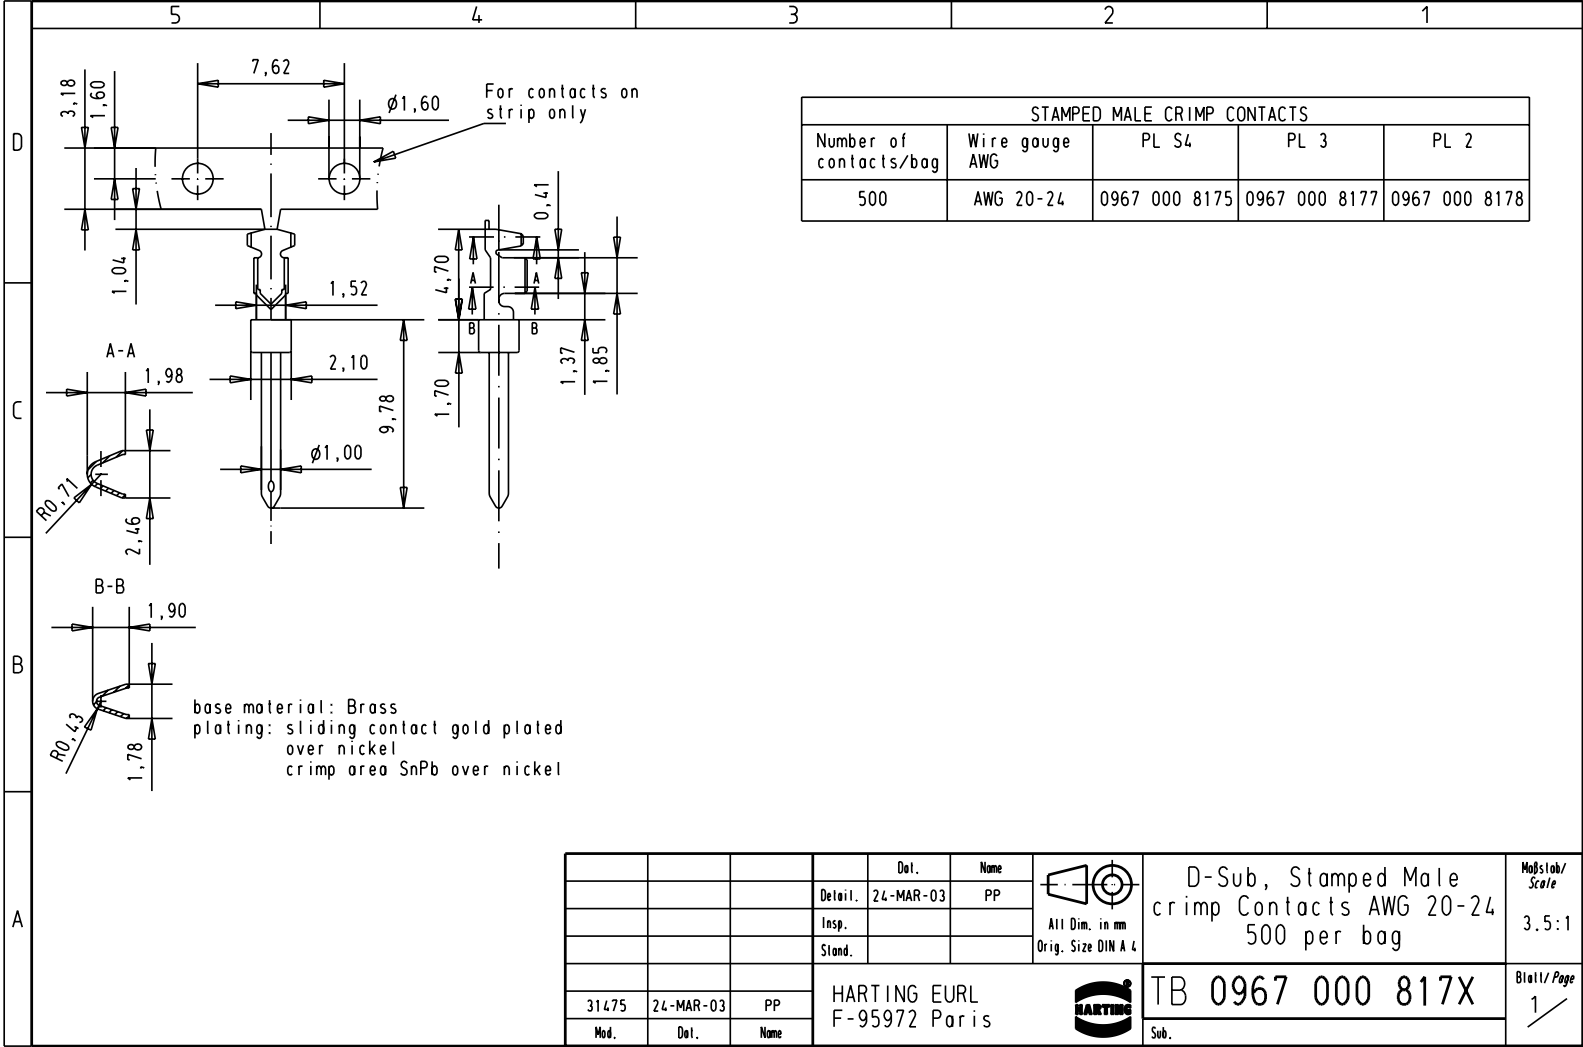 5 4 3 2 1
D
C
B
A
7,62
3,18
1,60
ø1,60
For contacts on
strip only
1,04
1,52
2,10
9,78
ø1,00
0,41
4,70
A A
B B
1,37
1,85
1,70
A-A
1,98
R0,71
2,46
B-B
1,90
R0,43
1,78
base material: Brass
plating: sliding contact gold plated
over nickel
crimp area SnPb over nickel
STAMPED MALE CRIMP CONTACTS
Number of contacts/bag Wire gauge AWG PL S4 PL 3 PL 2
500 AWG 20-24 0967 000 8175 0967 000 8177 0967 000 8178
Dat. Name
Detail. 24-MAR-03 PP
Insp.
Stand.
All Dim. in mm
Orig. Size DIN A 4
D-Sub, Stamped Male
crimp Contacts AWG 20-24
500 per bag
Maßstab/
Scale
3.5:1
31475 24-MAR-03 PP
Mod. Dat. Name
HARTING EURL
F-95972 Paris
HARTING
®
TB 0967 000 817X
Sub.
Blatt/Page
1/